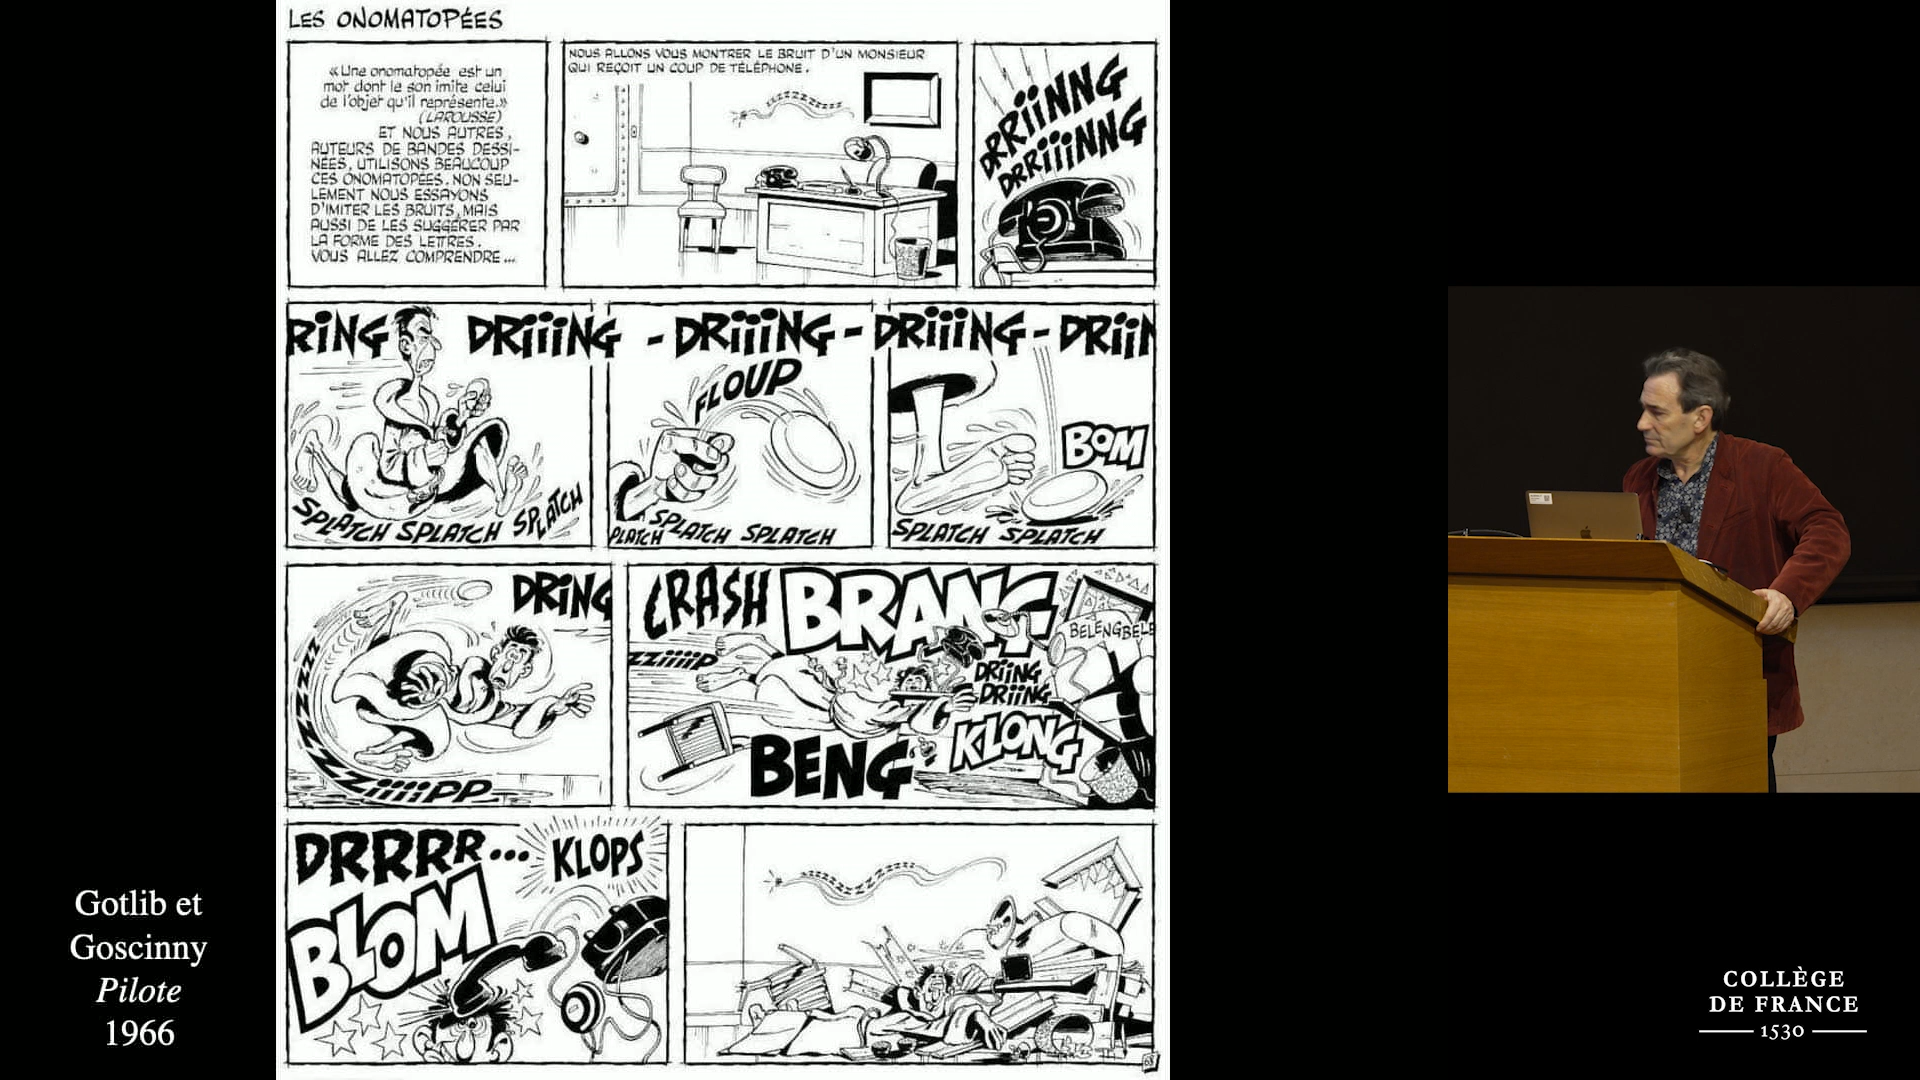 LES ONOMATOPÉES
«Une onomatopée est un
mot dont le son imite celui
de l'objet qu'il représente.»
(LAROUSSE)
ET NOUS AUTRES,
AUTEURS DE BANDES DESSI-
NÉES, UTILISONS BEAUCOUP
CES ONOMATOPÉES. NON SEU-
LEMENT NOUS ESSAYONS
D'IMITER LES BRUITS, MAIS
AUSSI DE LES SUGGÉRER PAR
LA FORME DES LETTRES.
VOUS ALLEZ COMPRENDRE...
NOUS ALLONS VOUS MONTRER LE BRUIT D'UN MONSIEUR
QUI REÇOIT UN COUP DE TÉLÉPHONE.
ZZZZZZZZZ
DRRiiNNG
DRRiiiNNG
RiNG DRiiiNG - DRiiiNG - DRiiiNG - DRiiN
FLOUP
BOM
SPLATCH SPLATCH SPLATCH
PLATCH SPLATCH SPLATCH
SPLATCH SPLATCH
DRiNG
ZZZZZZZZZiiiiPP
CRASH BRANG
BELENGBELE
ZZiiiiP
DRiiNG
DRiiNG
KLONG
BENG
DRRRR...
KLOPS
BLOM
Gotlib et
Goscinny
Pilote
1966
COLLÈGE
DE FRANCE
1530